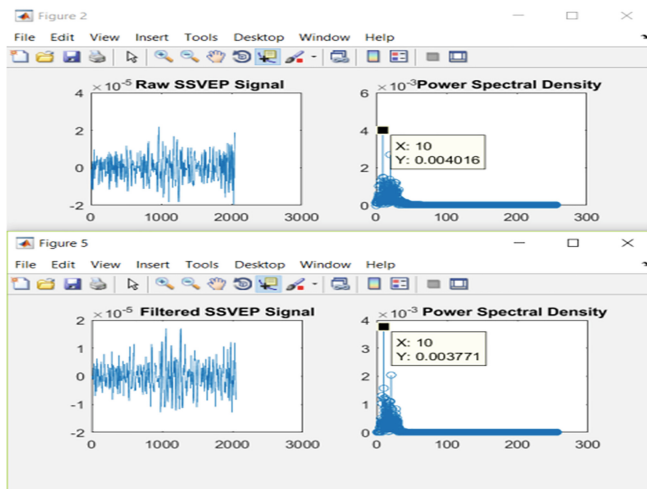 Figure 2
File Edit View Insert Tools Desktop Window Help
×10-5 Raw SSVEP Signal
4
2
0
-2
0 1000 2000 3000
×10-3 Power Spectral Density
6
4
2
0
X: 10
Y: 0.004016
0 100 200 300
Figure 5
File Edit View Insert Tools Desktop Window Help
×10-5 Filtered SSVEP Signal
2
1
0
-1
-2
0 1000 2000 3000
×10-3 Power Spectral Density
4
3
2
1
0
X: 10
Y: 0.003771
0 100 200 300